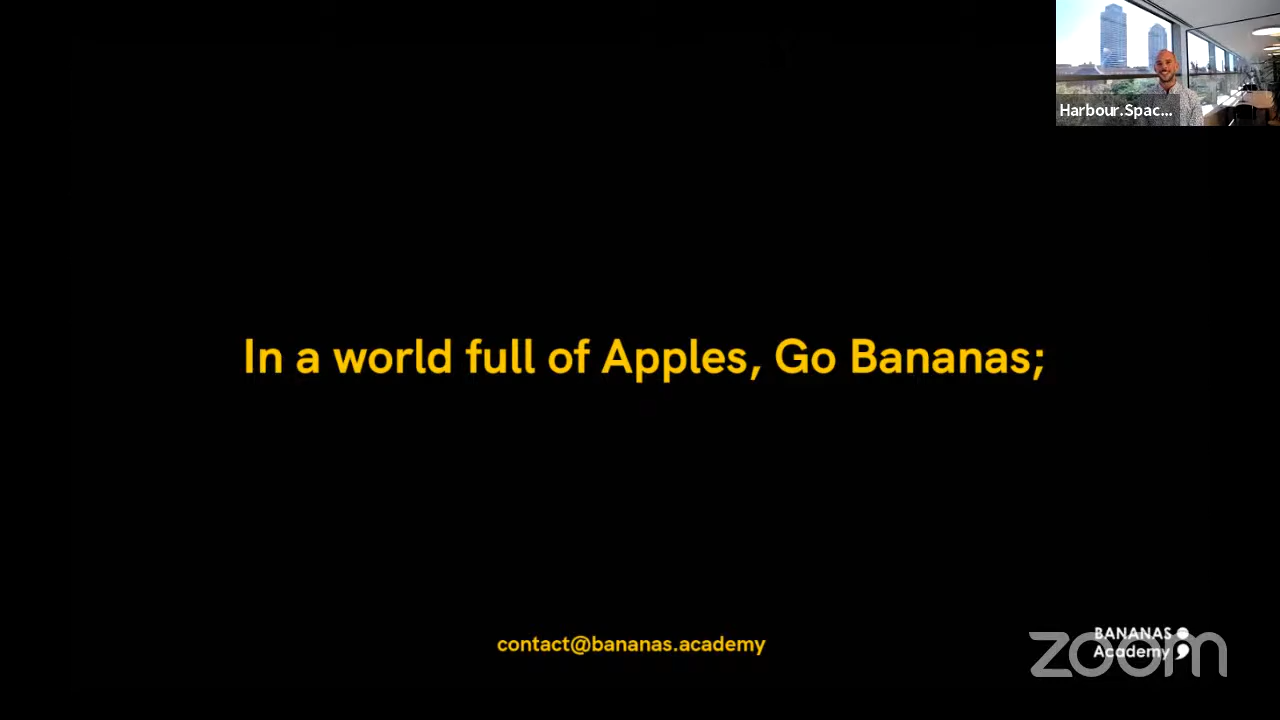 Harbour.Spac...
In a world full of Apples, Go Bananas;
contact@bananas.academy
BANANAS
Academy
zoom